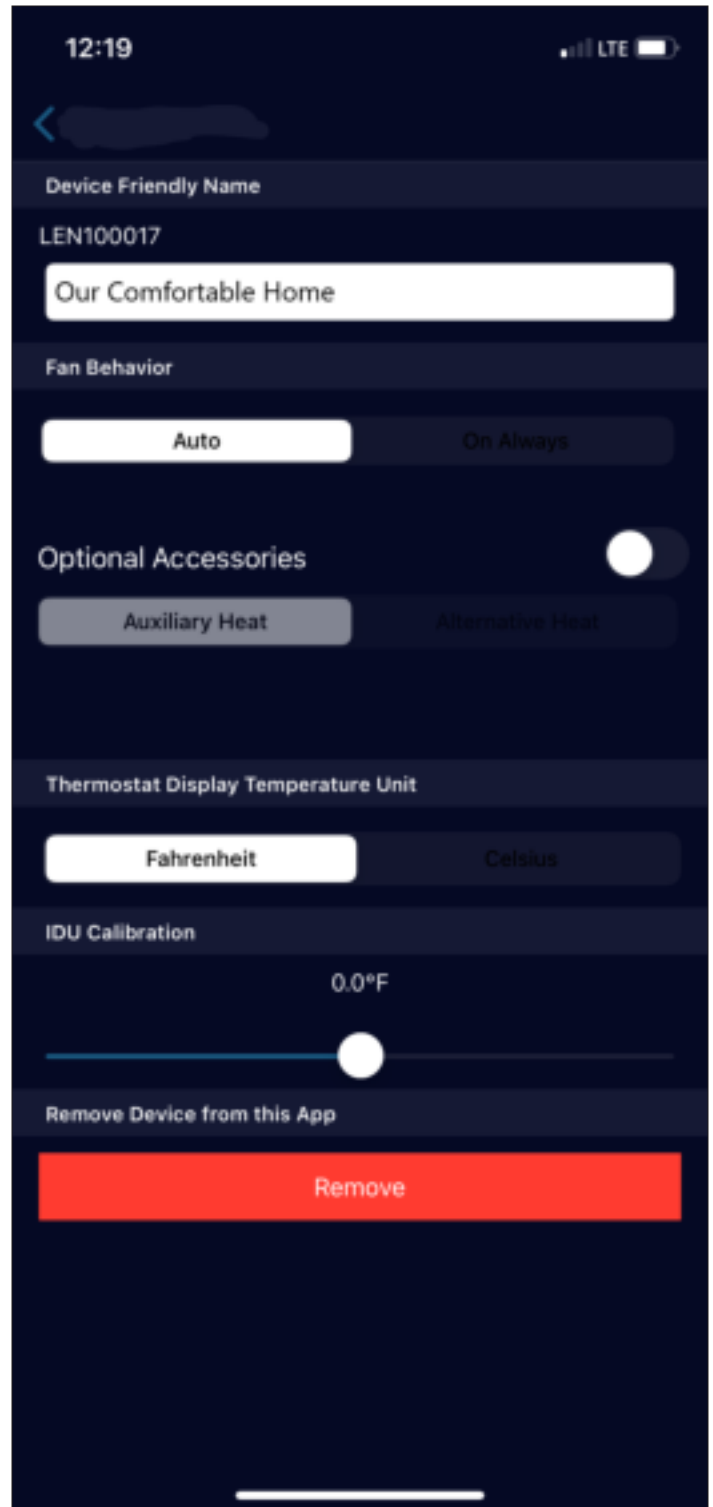 12:19 LTE
Device Friendly Name
LEN100017
Our Comfortable Home
Fan Behavior
Auto On Always
Optional Accessories
Auxiliary Heat Alternative Heat
Thermostat Display Temperature Unit
Fahrenheit Celsius
IDU Calibration
0.0°F
Remove Device from this App
Remove